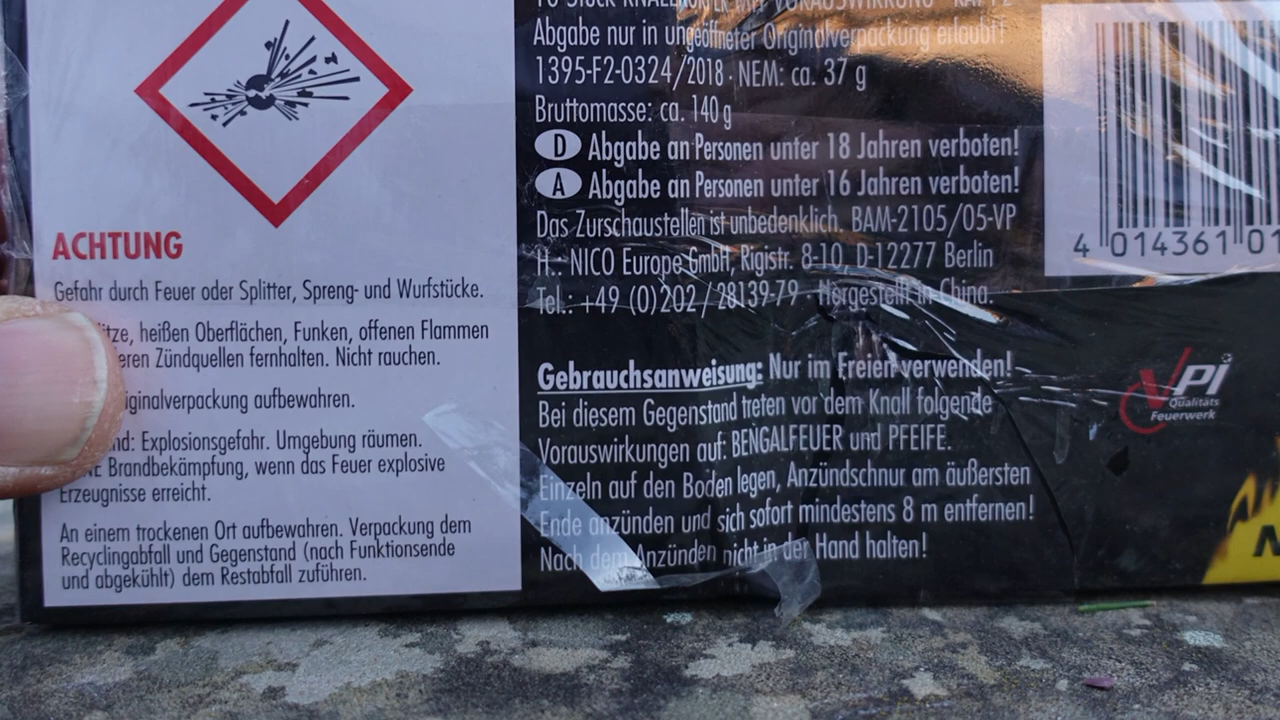 ACHTUNG
Gefahr durch Feuer oder Splitter, Spreng- und Wurfstücke.
heißen Oberflächen, Funken, offenen Flammen
Zündquellen fernhalten. Nicht rauchen.
aufbewahren.
Explosionsgefahr. Umgebung räumen.
Brandbekämpfung, wenn das Feuer explosive
Erzeugnisse erreicht.
An einem trockenen Ort aufbewahren. Verpackung dem
Recyclingabfall und Gegenstand (nach Funktionsende
und abgekühlt) dem Restabfall zuführen.
MIT VORAUSWIRKUNG
Abgabe nur in ungeöffneter Originalverpackung erlaubt!
1395-F2-0324/2018 · NEM: ca. 37 g
Bruttomasse: ca. 140 g
D Abgabe an Personen unter 18 Jahren verboten!
A Abgabe an Personen unter 16 Jahren verboten!
Das Zurschaustellen ist unbedenklich. BAM-2105/05-VP
H.: NICO Europe GmbH, Rigistr. 8-10, D-12277 Berlin
Tel.: +49 (0)202/28139-79 · Hergestellt in China.
Gebrauchsanweisung: Nur im Freien verwenden!
Bei diesem Gegenstand treten vor dem Knall folgende
Vorauswirkungen auf: BENGALFEUER und PFEIFE.
Einzeln auf den Boden legen, Anzündschnur am äußersten
Ende anzünden und sich sofort mindestens 8 m entfernen!
Nach dem Anzünden nicht in der Hand halten!
4 014361 01
VPi
Qualitäts
Feuerwerk